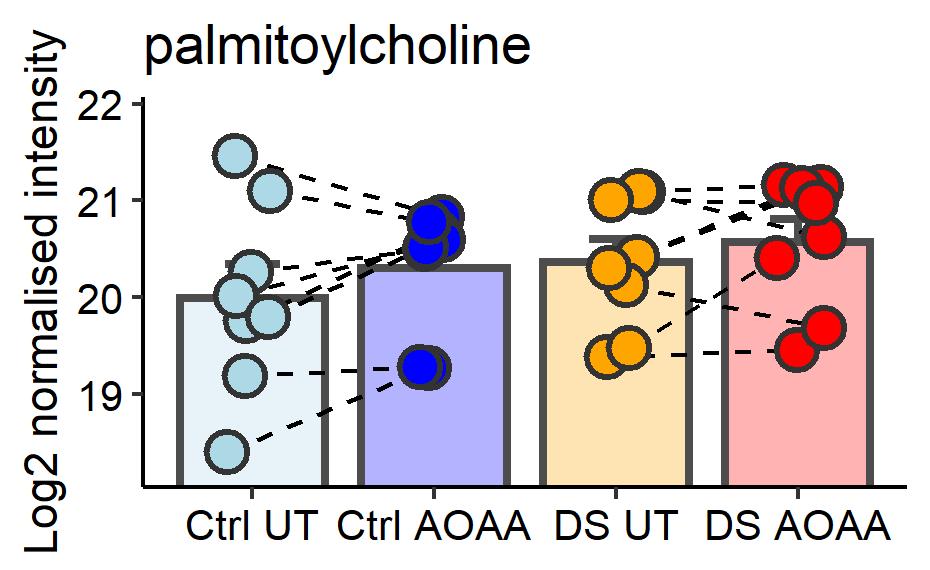 palmitoylcholine
Log2 normalised intensity
22
21
20
19
Ctrl UT
Ctrl AOAA
DS UT
DS AOAA